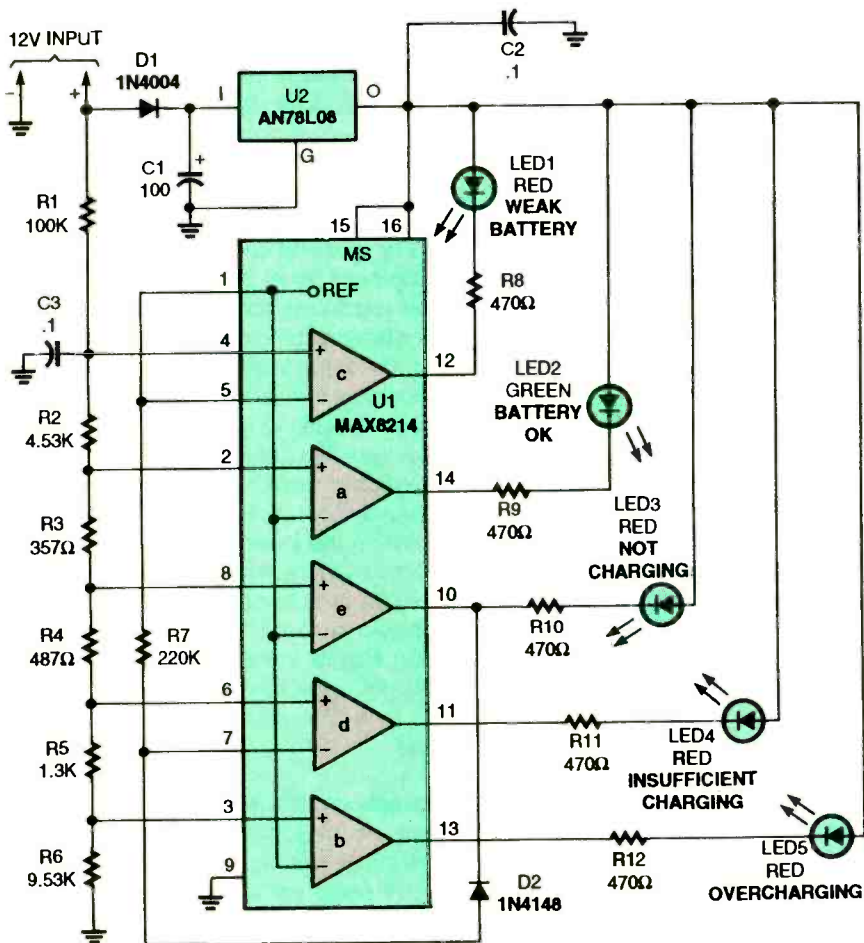 12V INPUT
-
+
D1
1N4004
I
U2
AN78L08
O
G
C2
.1
C1
100
+
R1
100K
LED1
RED
WEAK
BATTERY
15
16
MS
1
REF
R8
470Ω
C3
.1
4
+
c
12
5
−
U1
MAX8214
LED2
GREEN
BATTERY
OK
R2
4.53K
2
+
a
−
14
R9
470Ω
R3
357Ω
LED3
RED
NOT
CHARGING
8
+
e
−
10
R10
470Ω
R4
487Ω
R7
220K
6
+
d
11
7
−
R11
470Ω
LED4
RED
INSUFFICIENT
CHARGING
R5
1.3K
3
+
b
−
13
R12
470Ω
LED5
RED
OVERCHARGING
R6
9.53K
9
D2
1N4148